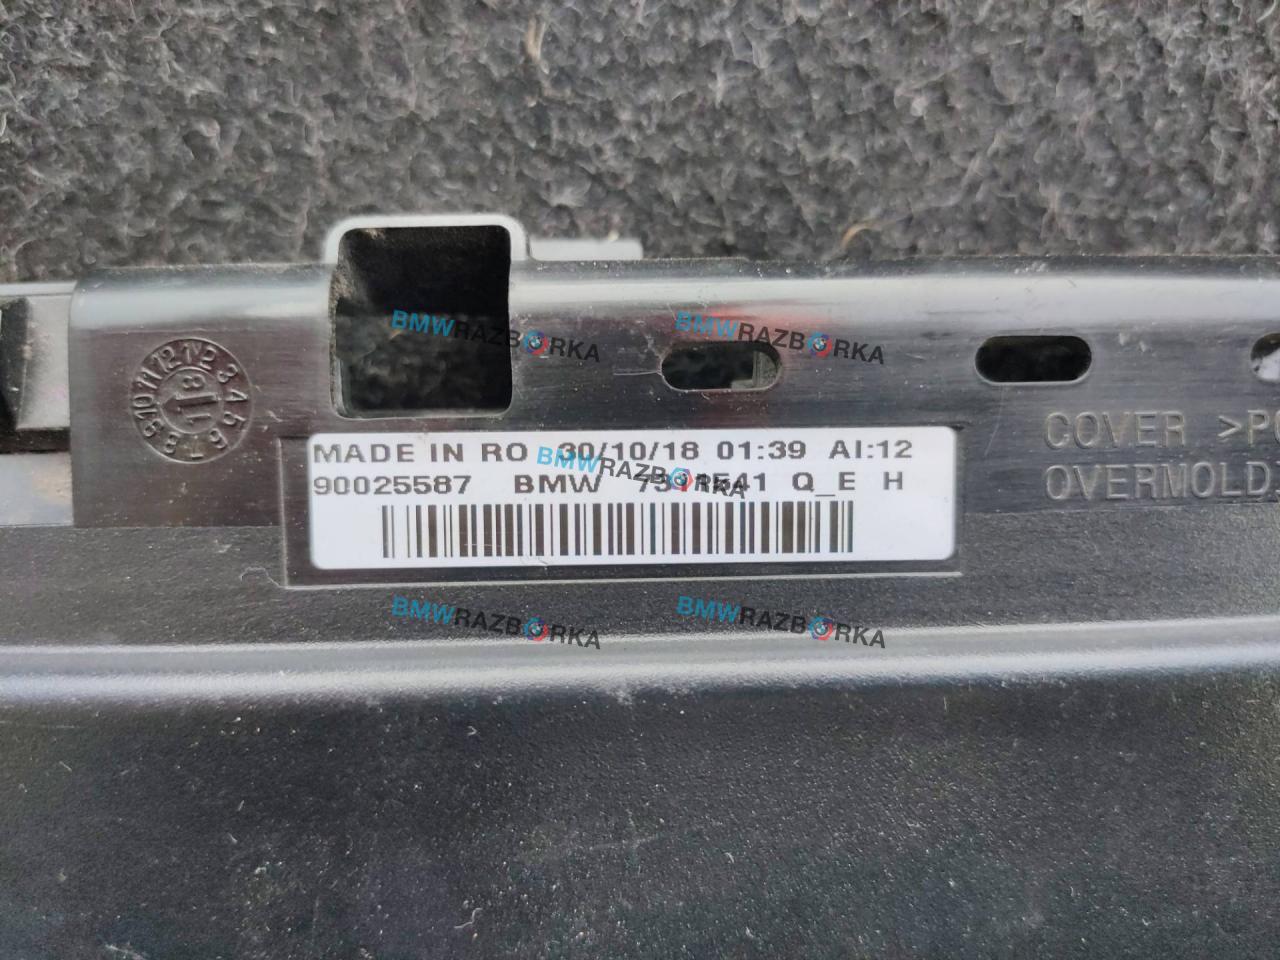 BMWRAZBORKA
BMWRAZBORKA
MADE IN RO 30/10/18 01:39 AI:12
90025587 BMW Q_E H
BMWRAZBORKA
COVER
OVERMOLD
BMWRAZBORKA
BMWRAZBORKA